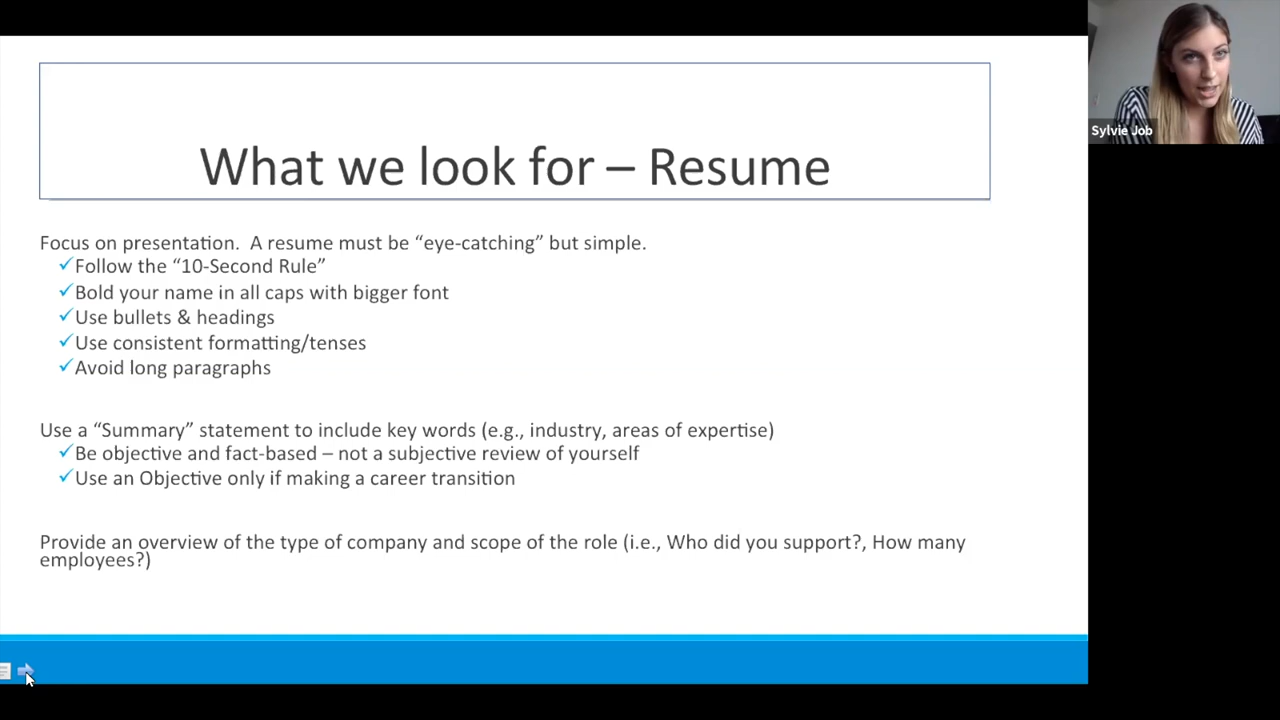 What we look for – Resume
Sylvie Job
Focus on presentation.  A resume must be “eye-catching” but simple.
✓Follow the “10-Second Rule”
✓Bold your name in all caps with bigger font
✓Use bullets & headings
✓Use consistent formatting/tenses
✓Avoid long paragraphs
Use a “Summary” statement to include key words (e.g., industry, areas of expertise)
✓Be objective and fact-based – not a subjective review of yourself
✓Use an Objective only if making a career transition
Provide an overview of the type of company and scope of the role (i.e., Who did you support?, How many
employees?)